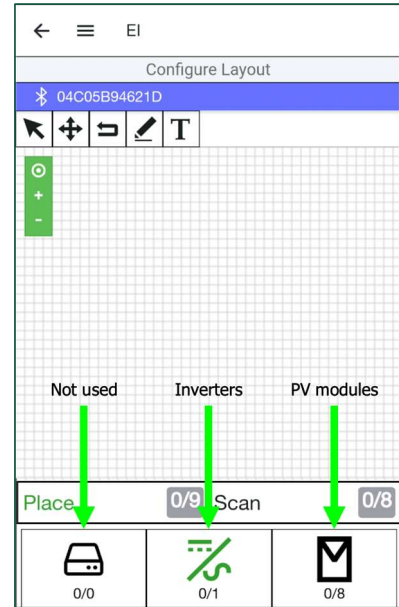 EI
Configure Layout
04C05B94621D
T
Not used Inverters PV modules
Place 0/9 Scan 0/8
0/0 0/1 0/8